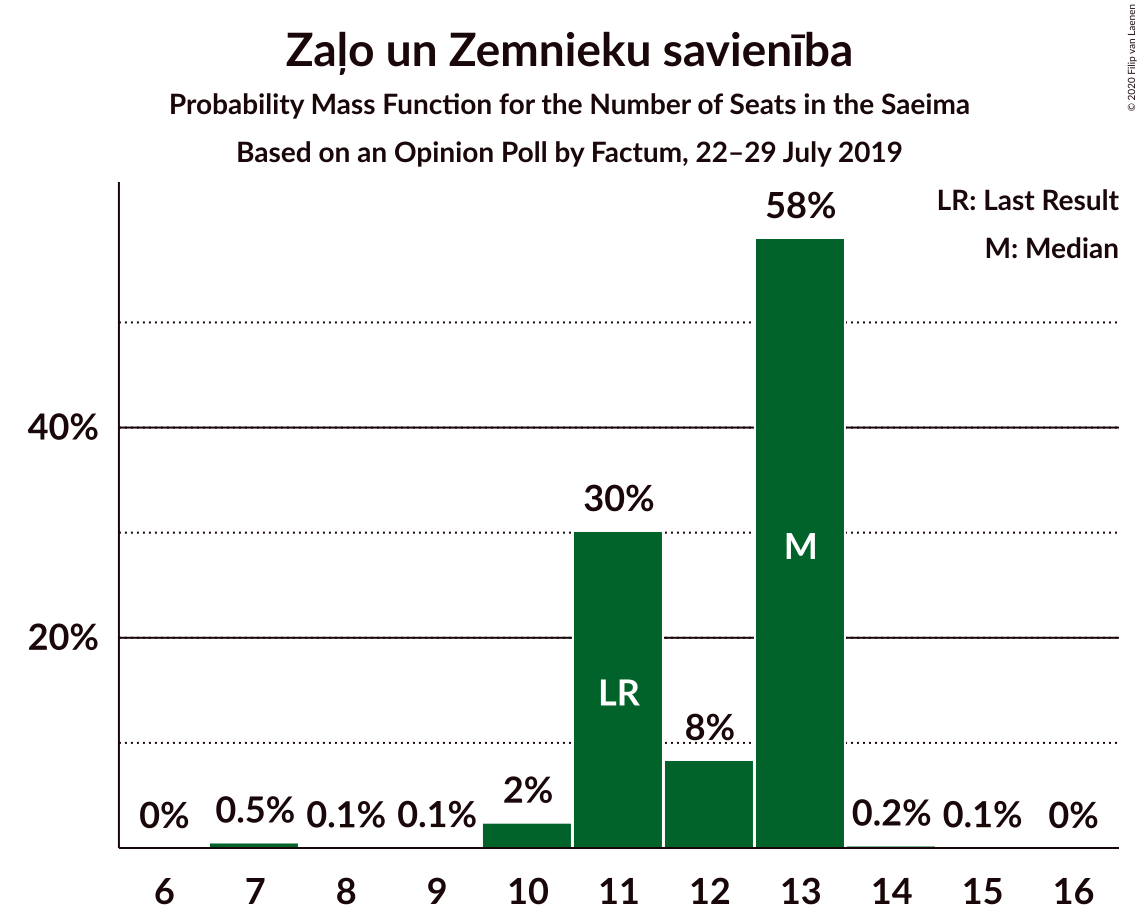 Zaļo un Zemnieku savienība
Probability Mass Function for the Number of Seats in the Saeima
Based on an Opinion Poll by Factum, 22–29 July 2019
© 2020 Filip van Laenen
LR: Last Result
M: Median
40%
20%
0%
0.5%
0.1%
0.1%
2%
30%
8%
58%
0.2%
0.1%
0%
LR
M
6 7 8 9 10 11 12 13 14 15 16